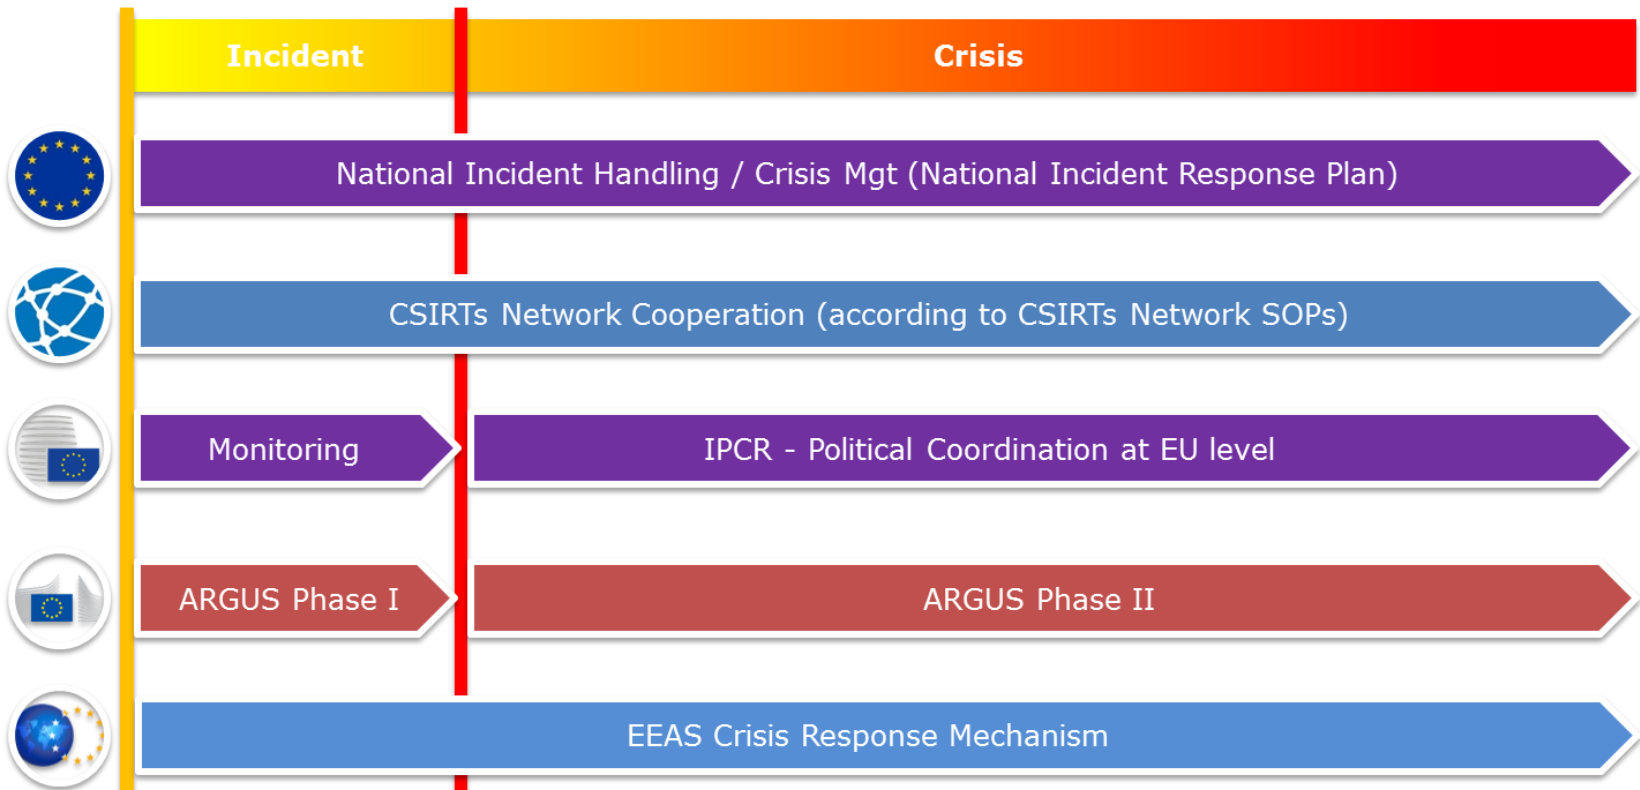 Incident
Crisis
National Incident Handling / Crisis Mgt (National Incident Response Plan)
CSIRTs Network Cooperation (according to CSIRTs Network SOPs)
Monitoring
IPCR - Political Coordination at EU level
ARGUS Phase I
ARGUS Phase II
EEAS Crisis Response Mechanism